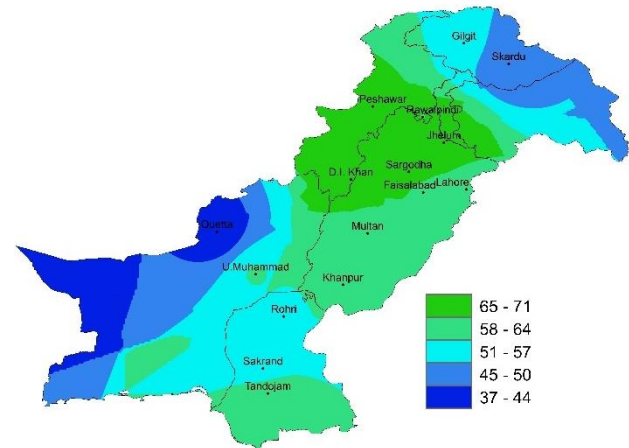 Gilgit
Skardu
Peshawar
Rawalpindi
Jhelum
Sargodha
D.I. Khan
Faisalabad
Lahore
Quetta
Multan
U.Muhammad
Khanpur
Rohri
Sakrand
Tandojam
65 - 71
58 - 64
51 - 57
45 - 50
37 - 44